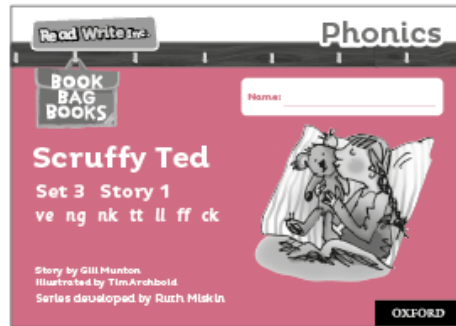 Read Write Inc.
Phonics
BOOK
BAG
BOOKS
Name:
Scruffy Ted
Set 3 Story 1
ve ng nk tt ll ff ck
Story by Gill Munton
Illustrated by Tim Archbold
Series developed by Ruth Miskin
OXFORD